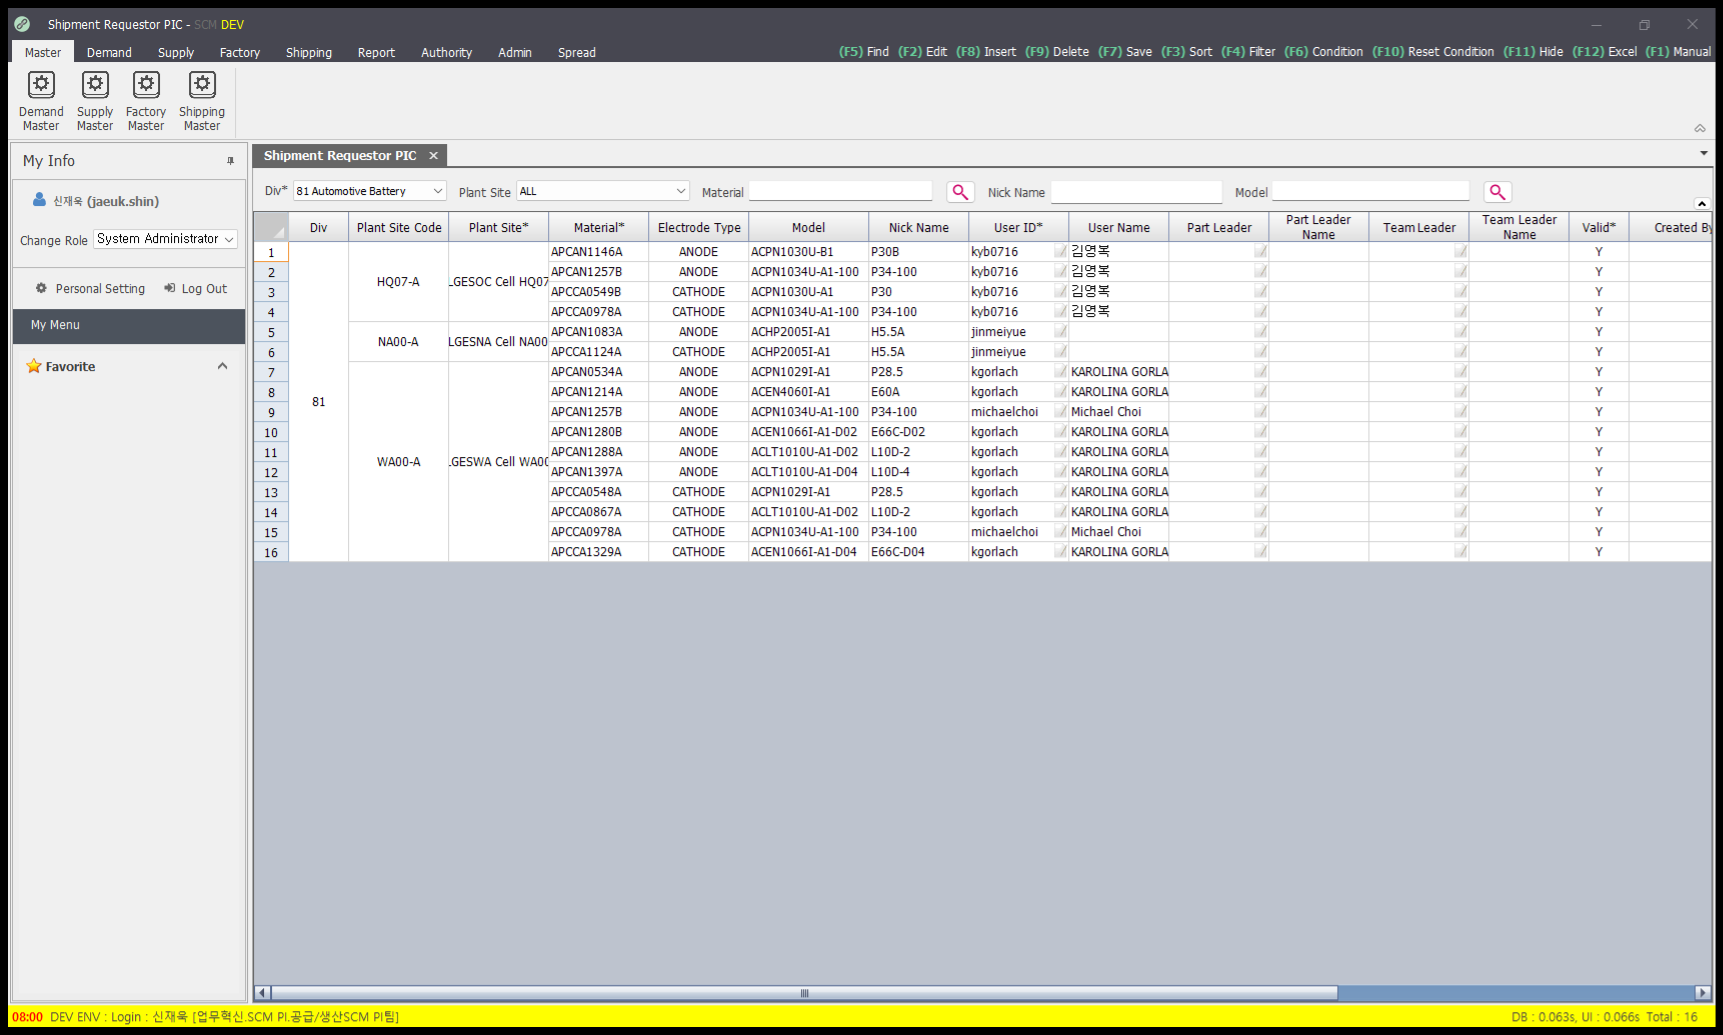 Shipment Requestor PIC - SCM DEV
Master Demand Supply Factory Shipping Report Authority Admin Spread (F5) Find (F2) Edit (F8) Insert (F9) Delete (F7) Save (F3) Sort (F4) Filter (F6) Condition (F10) Reset Condition (F11) Hide (F12) Excel (F1) Manual
Demand Master Supply Master Factory Master Shipping Master
My Info
신재욱 (jaeuk.shin)
Change Role System Administrator
Personal Setting Log Out
My Menu
Favorite
Shipment Requestor PIC
Div* 81 Automotive Battery Plant Site ALL Material Nick Name Model
Div Plant Site Code Plant Site* Material* Electrode Type Model Nick Name User ID* User Name Part Leader Part Leader Name Team Leader Team Leader Name Valid* Created By
81
HQ07-A LGESOC Cell HQ07
NA00-A LGESNA Cell NA00
WA00-A LGESWA Cell WA00
1 APCAN1146A ANODE ACPN1030U-B1 P30B kyb0716 김영복 Y
2 APCAN1257B ANODE ACPN1034U-A1-100 P34-100 kyb0716 김영복 Y
3 APCCA0549B CATHODE ACPN1030U-A1 P30 kyb0716 김영복 Y
4 APCCA0978A CATHODE ACPN1034U-A1-100 P34-100 kyb0716 김영복 Y
5 APCAN1083A ANODE ACHP2005I-A1 H5.5A jinmeiyue Y
6 APCCA1124A CATHODE ACHP2005I-A1 H5.5A jinmeiyue Y
7 APCAN0534A ANODE ACPN1029I-A1 P28.5 kgorlach KAROLINA GORLA Y
8 APCAN1214A ANODE ACEN4060I-A1 E60A kgorlach KAROLINA GORLA Y
9 APCAN1257B ANODE ACPN1034U-A1-100 P34-100 michaelchoi Michael Choi Y
10 APCAN1280B ANODE ACEN1066I-A1-D02 E66C-D02 kgorlach KAROLINA GORLA Y
11 APCAN1288A ANODE ACLT1010U-A1-D02 L10D-2 kgorlach KAROLINA GORLA Y
12 APCAN1397A ANODE ACLT1010U-A1-D04 L10D-4 kgorlach KAROLINA GORLA Y
13 APCCA0548A CATHODE ACPN1029I-A1 P28.5 kgorlach KAROLINA GORLA Y
14 APCCA0867A CATHODE ACLT1010U-A1-D02 L10D-2 kgorlach KAROLINA GORLA Y
15 APCCA0978A CATHODE ACPN1034U-A1-100 P34-100 michaelchoi Michael Choi Y
16 APCCA1329A CATHODE ACEN1066I-A1-D04 E66C-D04 kgorlach KAROLINA GORLA Y
08:00 DEV ENV : Login : 신재욱 [업무혁신.SCM PI.공급/생산SCM PI팀] DB : 0.063s, UI : 0.066s Total : 16